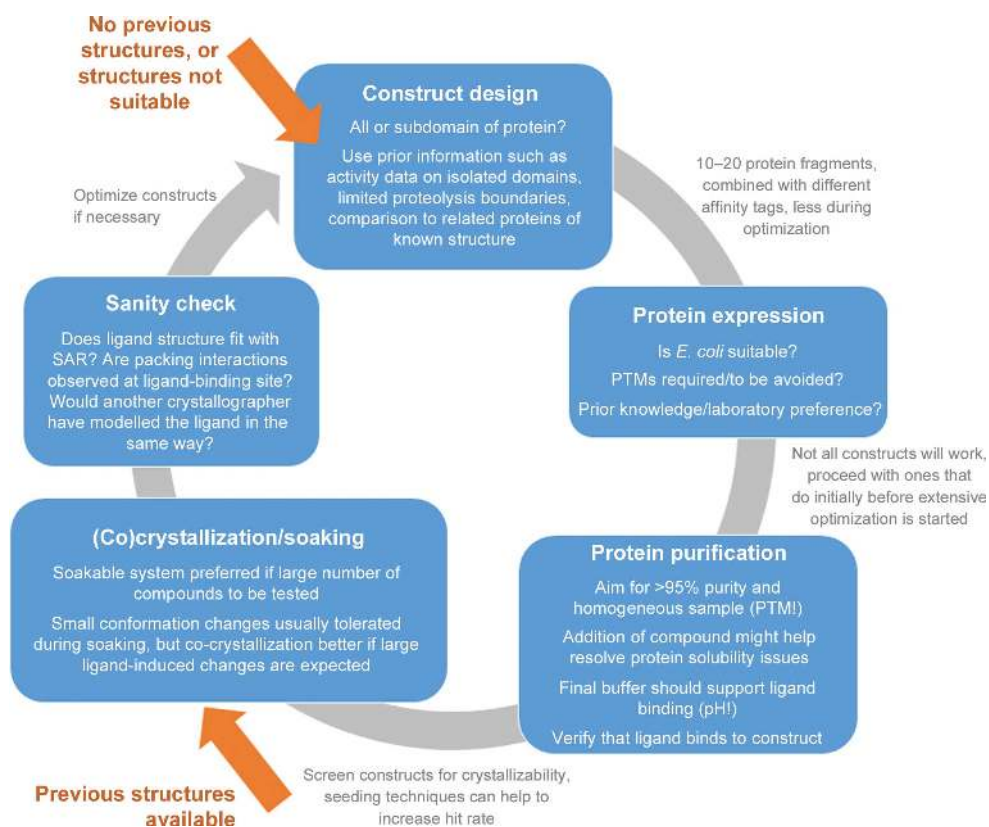 No previous
structures, or
structures not
suitable
Construct design
All or subdomain of protein?
Use prior information such as
activity data on isolated domains,
limited proteolysis boundaries,
comparison to related proteins of
known structure
10–20 protein fragments,
combined with different
affinity tags, less during
optimization
Protein expression
Is E. coli suitable?
PTMs required/to be avoided?
Prior knowledge/laboratory preference?
Not all constructs will work,
proceed with ones that
do initially before extensive
optimization is started
Protein purification
Aim for >95% purity and
homogeneous sample (PTM!)
Addition of compound might help
resolve protein solubility issues
Final buffer should support ligand
binding (pH!)
Verify that ligand binds to construct
Screen constructs for crystallizability,
seeding techniques can help to
increase hit rate
Previous structures
available
(Co)crystallization/soaking
Soakable system preferred if large number of
compounds to be tested
Small conformation changes usually tolerated
during soaking, but co-crystallization better if large
ligand-induced changes are expected
Sanity check
Does ligand structure fit with
SAR? Are packing interactions
observed at ligand-binding site?
Would another crystallographer
have modelled the ligand in the
same way?
Optimize constructs
if necessary